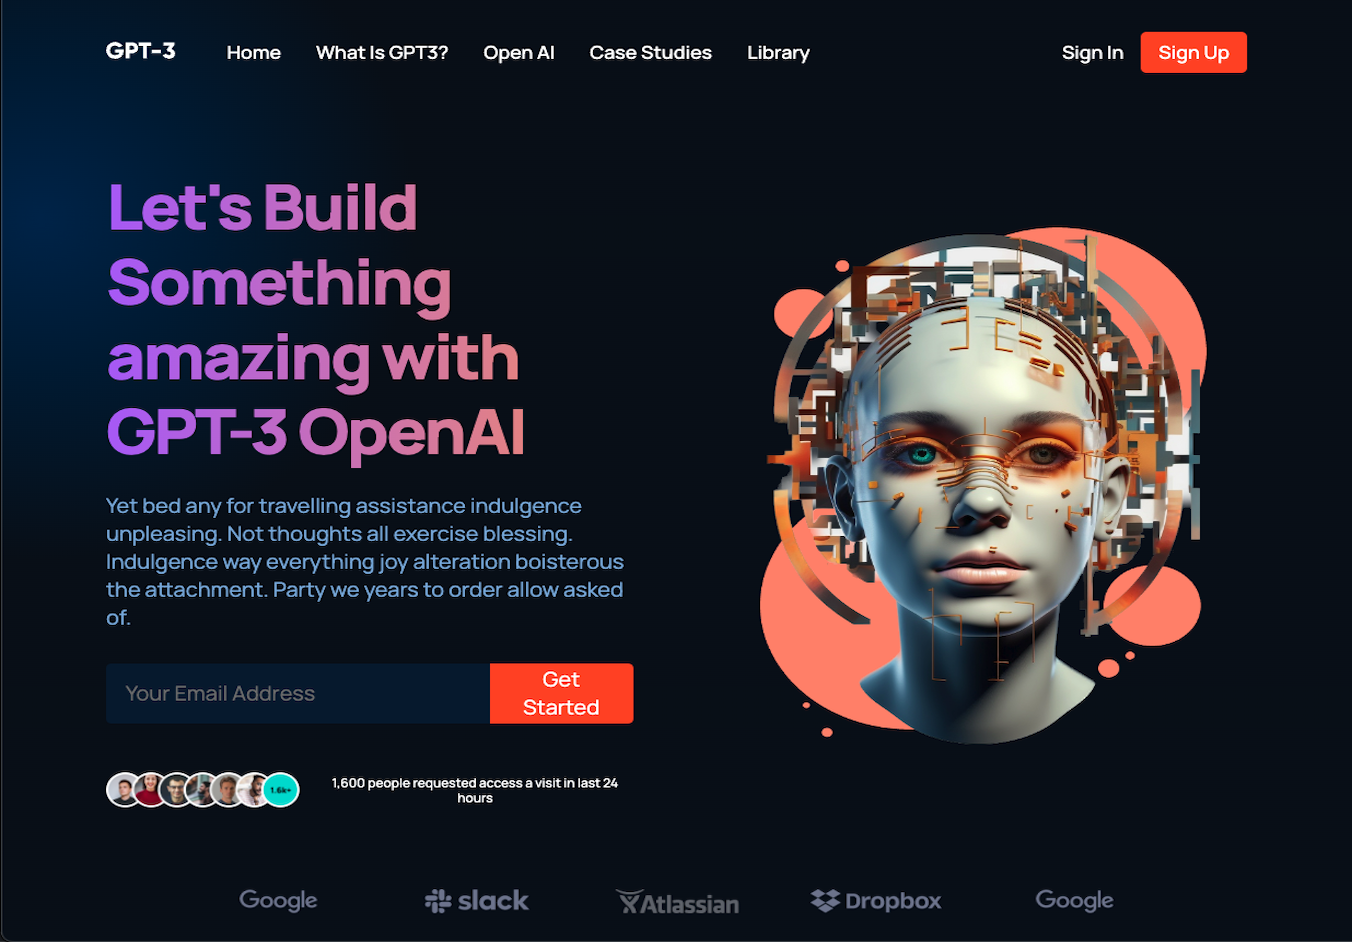 GPT-3 Home What Is GPT3? Open AI Case Studies Library Sign In Sign Up
Let's Build
Something
amazing with
GPT-3 OpenAI
Yet bed any for travelling assistance indulgence
unpleasing. Not thoughts all exercise blessing.
Indulgence way everything joy alteration boisterous
the attachment. Party we years to order allow asked
of.
Your Email Address
Get
Started
1.6k+
1,600 people requested access a visit in last 24
hours
Google slack Atlassian Dropbox Google